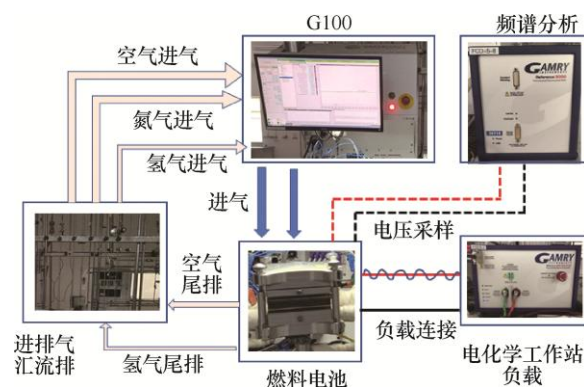 G100
频谱分析
空气进气
氮气进气
氢气进气
GAMRY
进气
电压采样
空气
尾排
GAMRY
进排气
汇流排
氢气尾排
负载连接
燃料电池
电化学工作站
负载